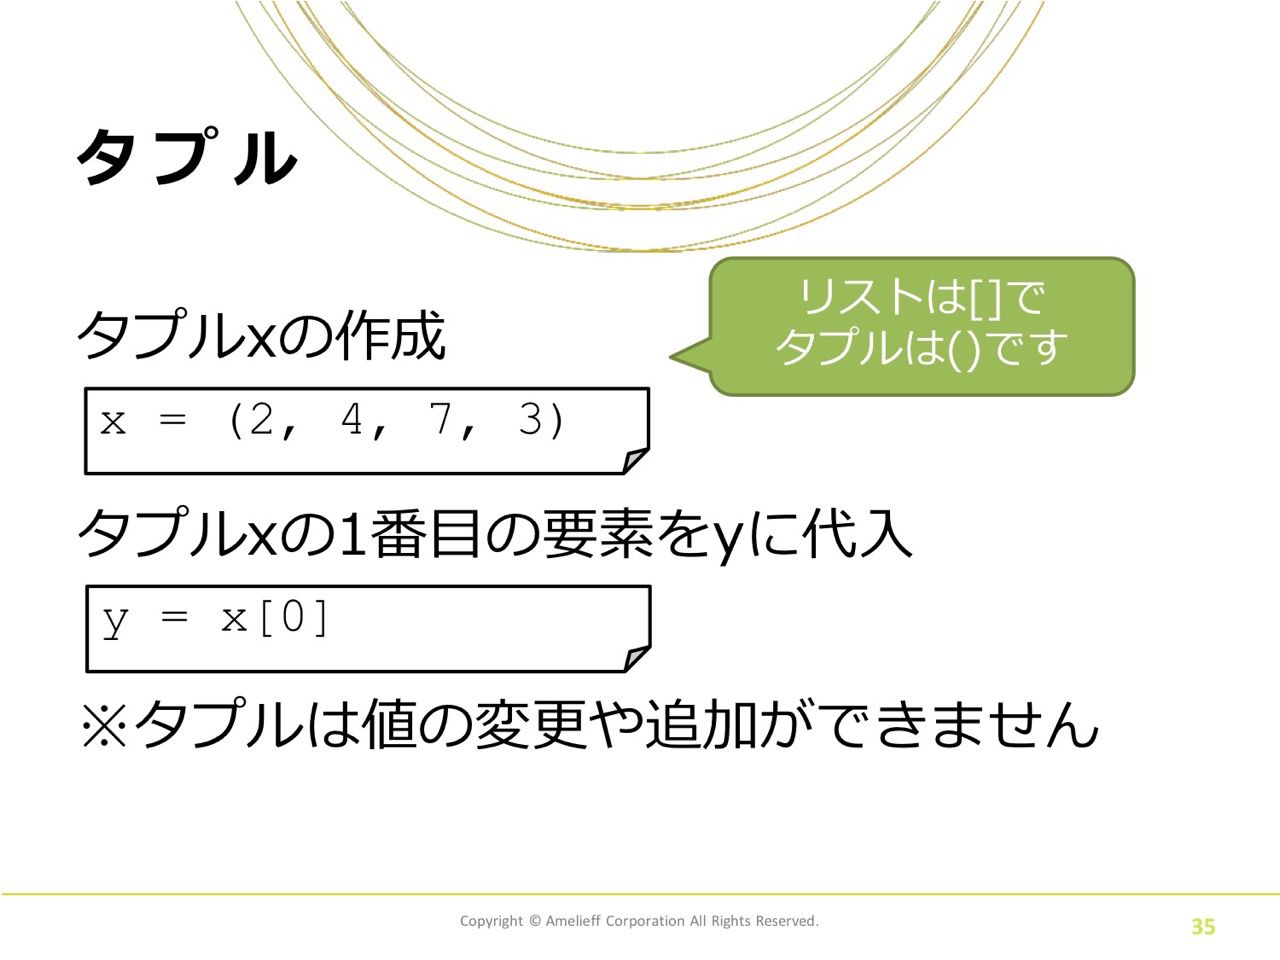 タプル
リストは[]で
タプルは()です
タプルxの作成
x = (2, 4, 7, 3)
タプルxの1番目の要素をyに代入
y = x[0]
※タプルは値の変更や追加ができません
Copyright © Amelieff Corporation All Rights Reserved.
35